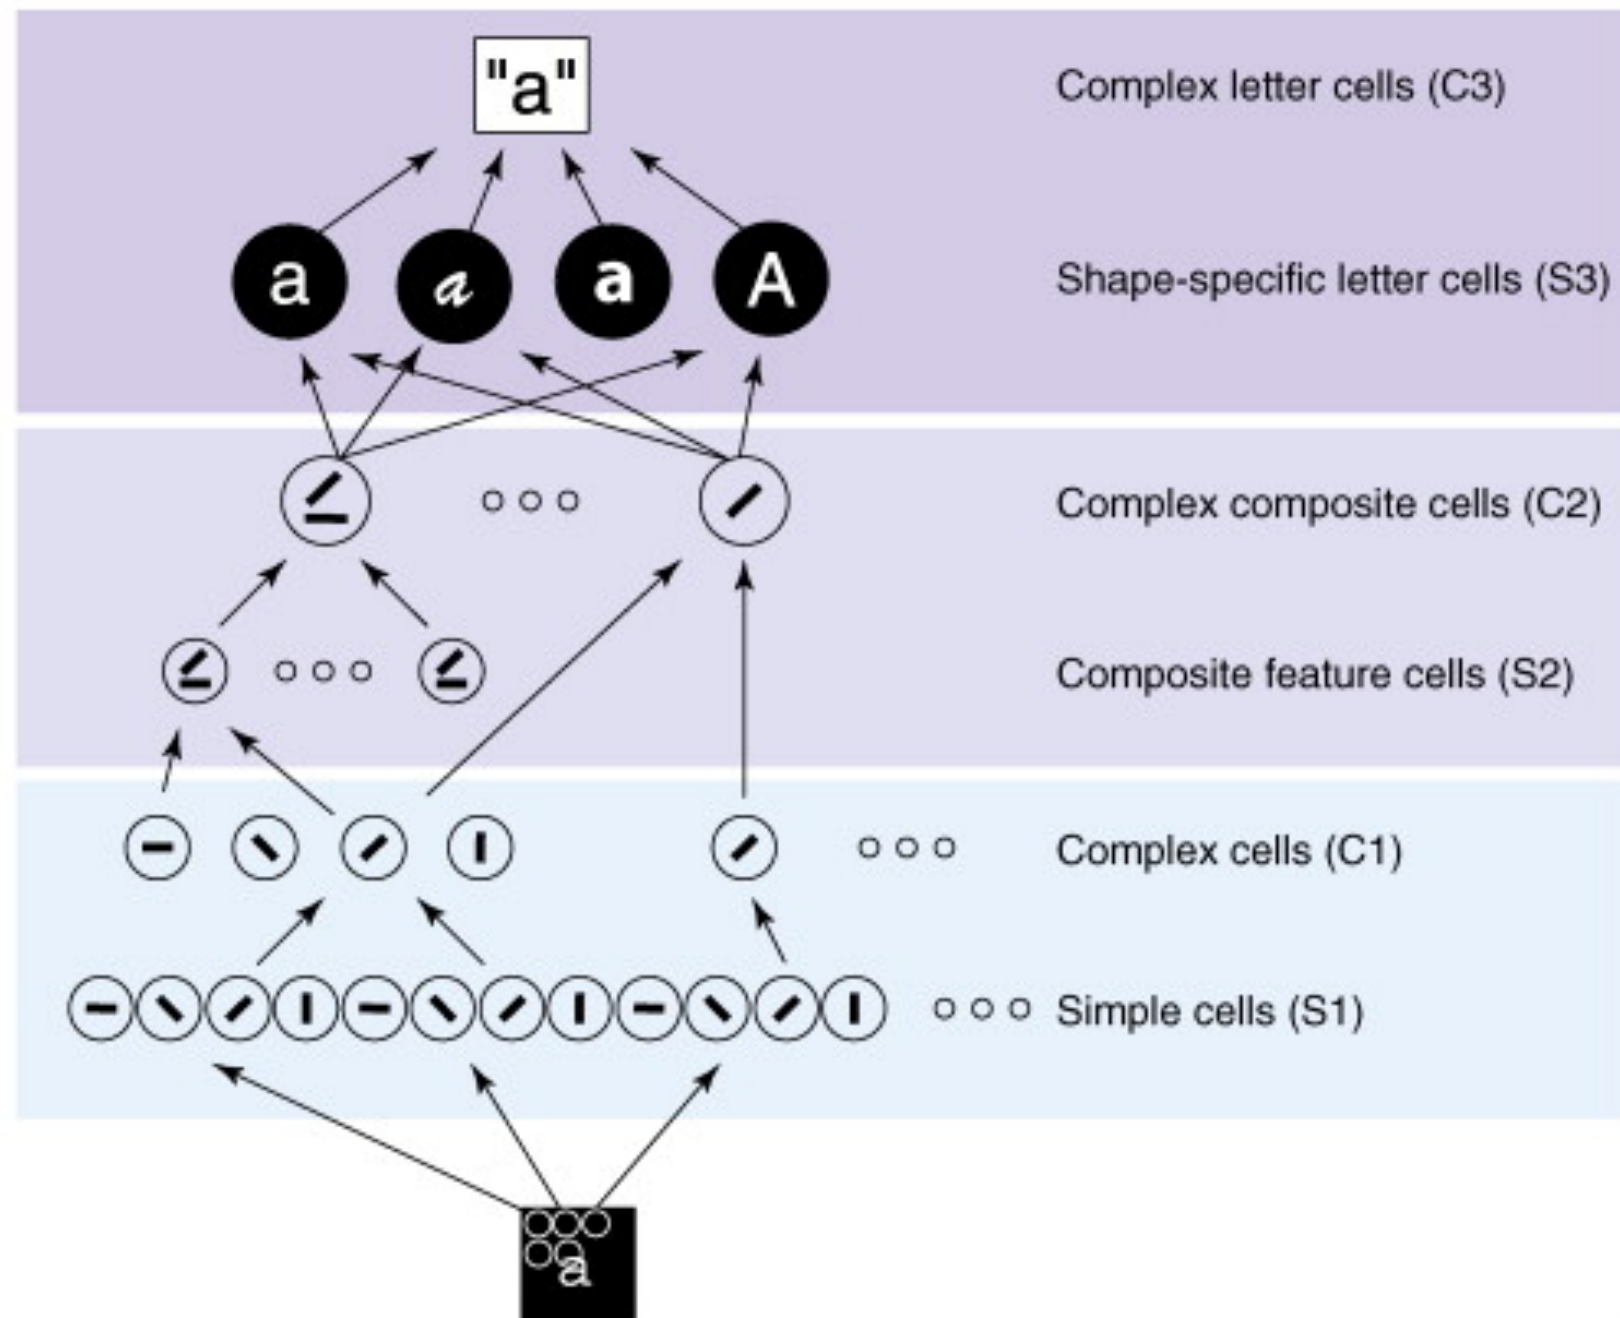 "a"
Complex letter cells (C3)
a a a A
Shape-specific letter cells (S3)
Complex composite cells (C2)
Composite feature cells (S2)
Complex cells (C1)
Simple cells (S1)
a